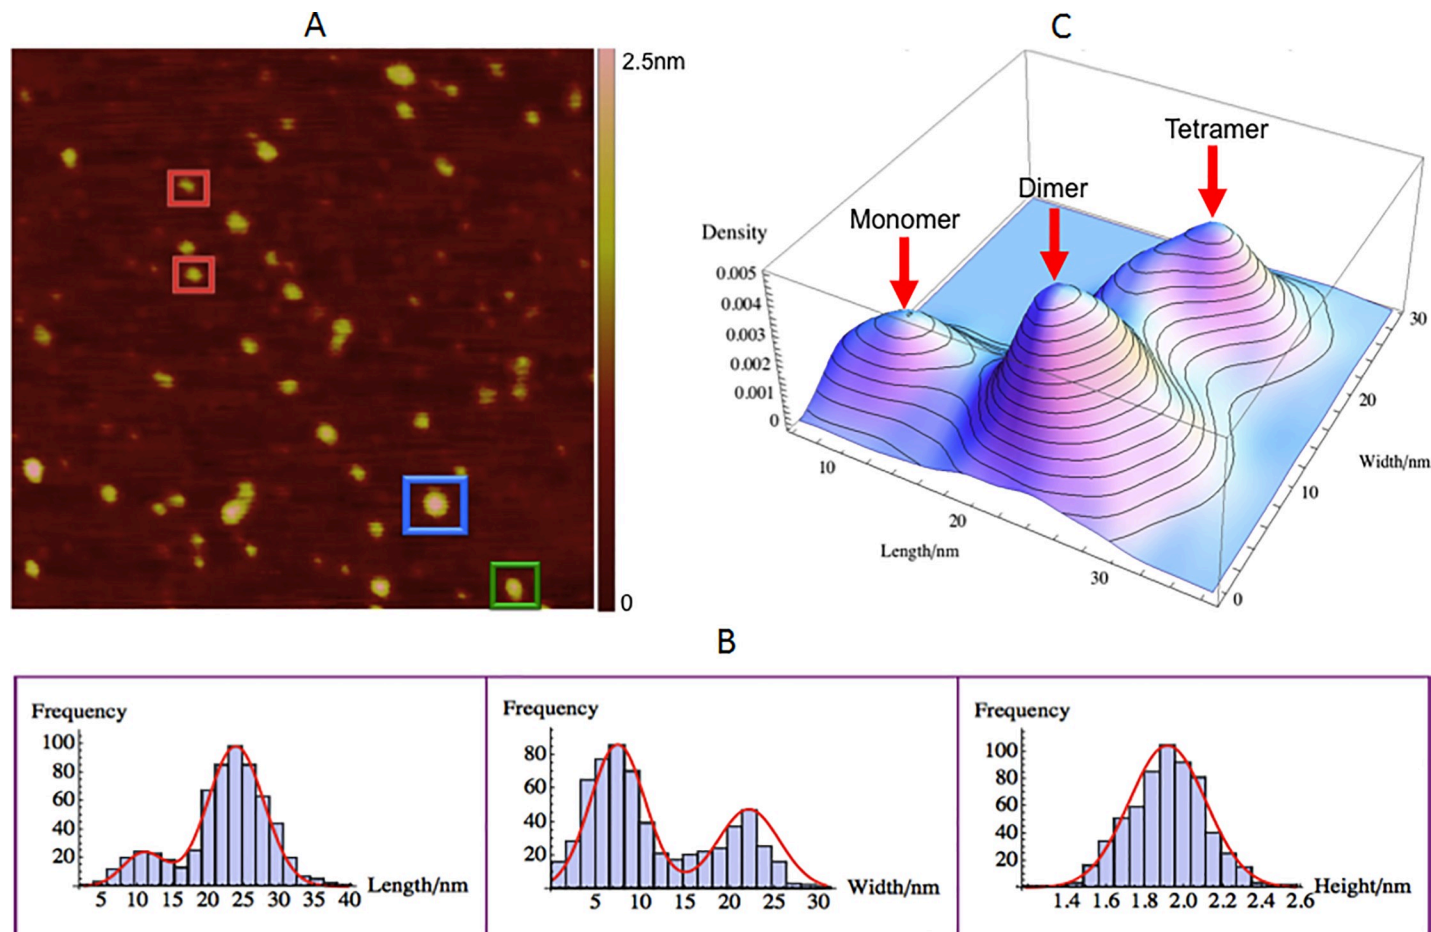 A
2.5nm
0
C
Tetramer
Dimer
Monomer
Density
0.005
0.004
0.003
0.002
0.001
0
10
20
30
Length/nm
0
10
20
30
Width/nm
B
Frequency
100
80
60
40
20
5 10 15 20 25 30 35 40 Length/nm
Frequency
80
60
40
20
5 10 15 20 25 30 Width/nm
Frequency
100
80
60
40
20
1.4 1.6 1.8 2.0 2.2 2.4 2.6 Height/nm